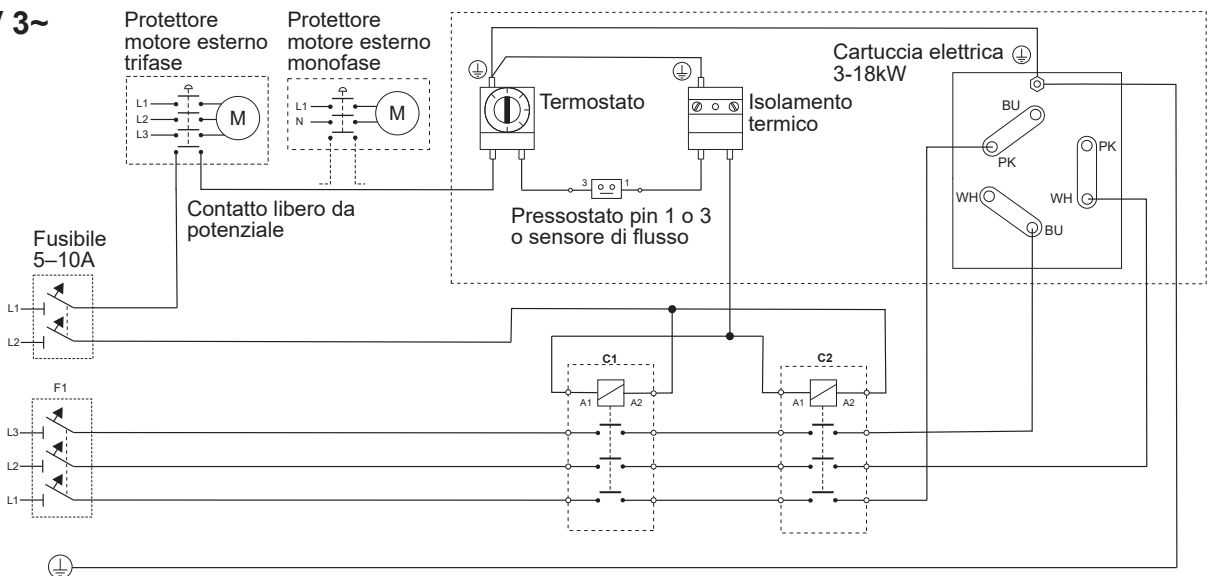 V 3~
Protettore
motore esterno
trifase
Protettore
motore esterno
monofase
L1
L2
L3
M
L1
N
M
Termostato
Isolamento
termico
Cartuccia elettrica
3-18kW
BU
PK
PK
WH
WH
BU
3
1
Pressostato pin 1 o 3
o sensore di flusso
Contatto libero da
potenziale
Fusibile
5–10A
L1
L2
C1
A1
A2
C2
A1
A2
F1
L3
L2
L1